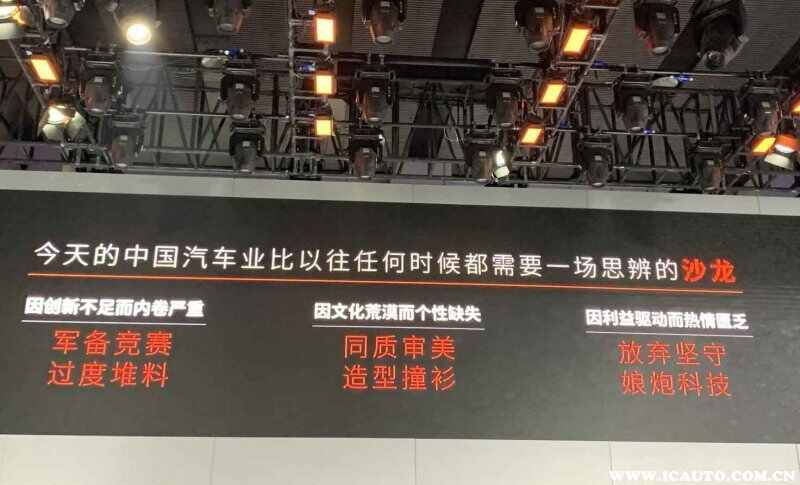 今天的中国汽车业比以往任何时候都需要一场思辨的沙龙
因创新不足而内卷严重
军备竞赛
过度堆料
因文化荒漠而个性缺失
同质审美
造型撞衫
因利益驱动而热情匮乏
放弃坚守
娘炮科技
WWW.ICAUTO.COM.CN